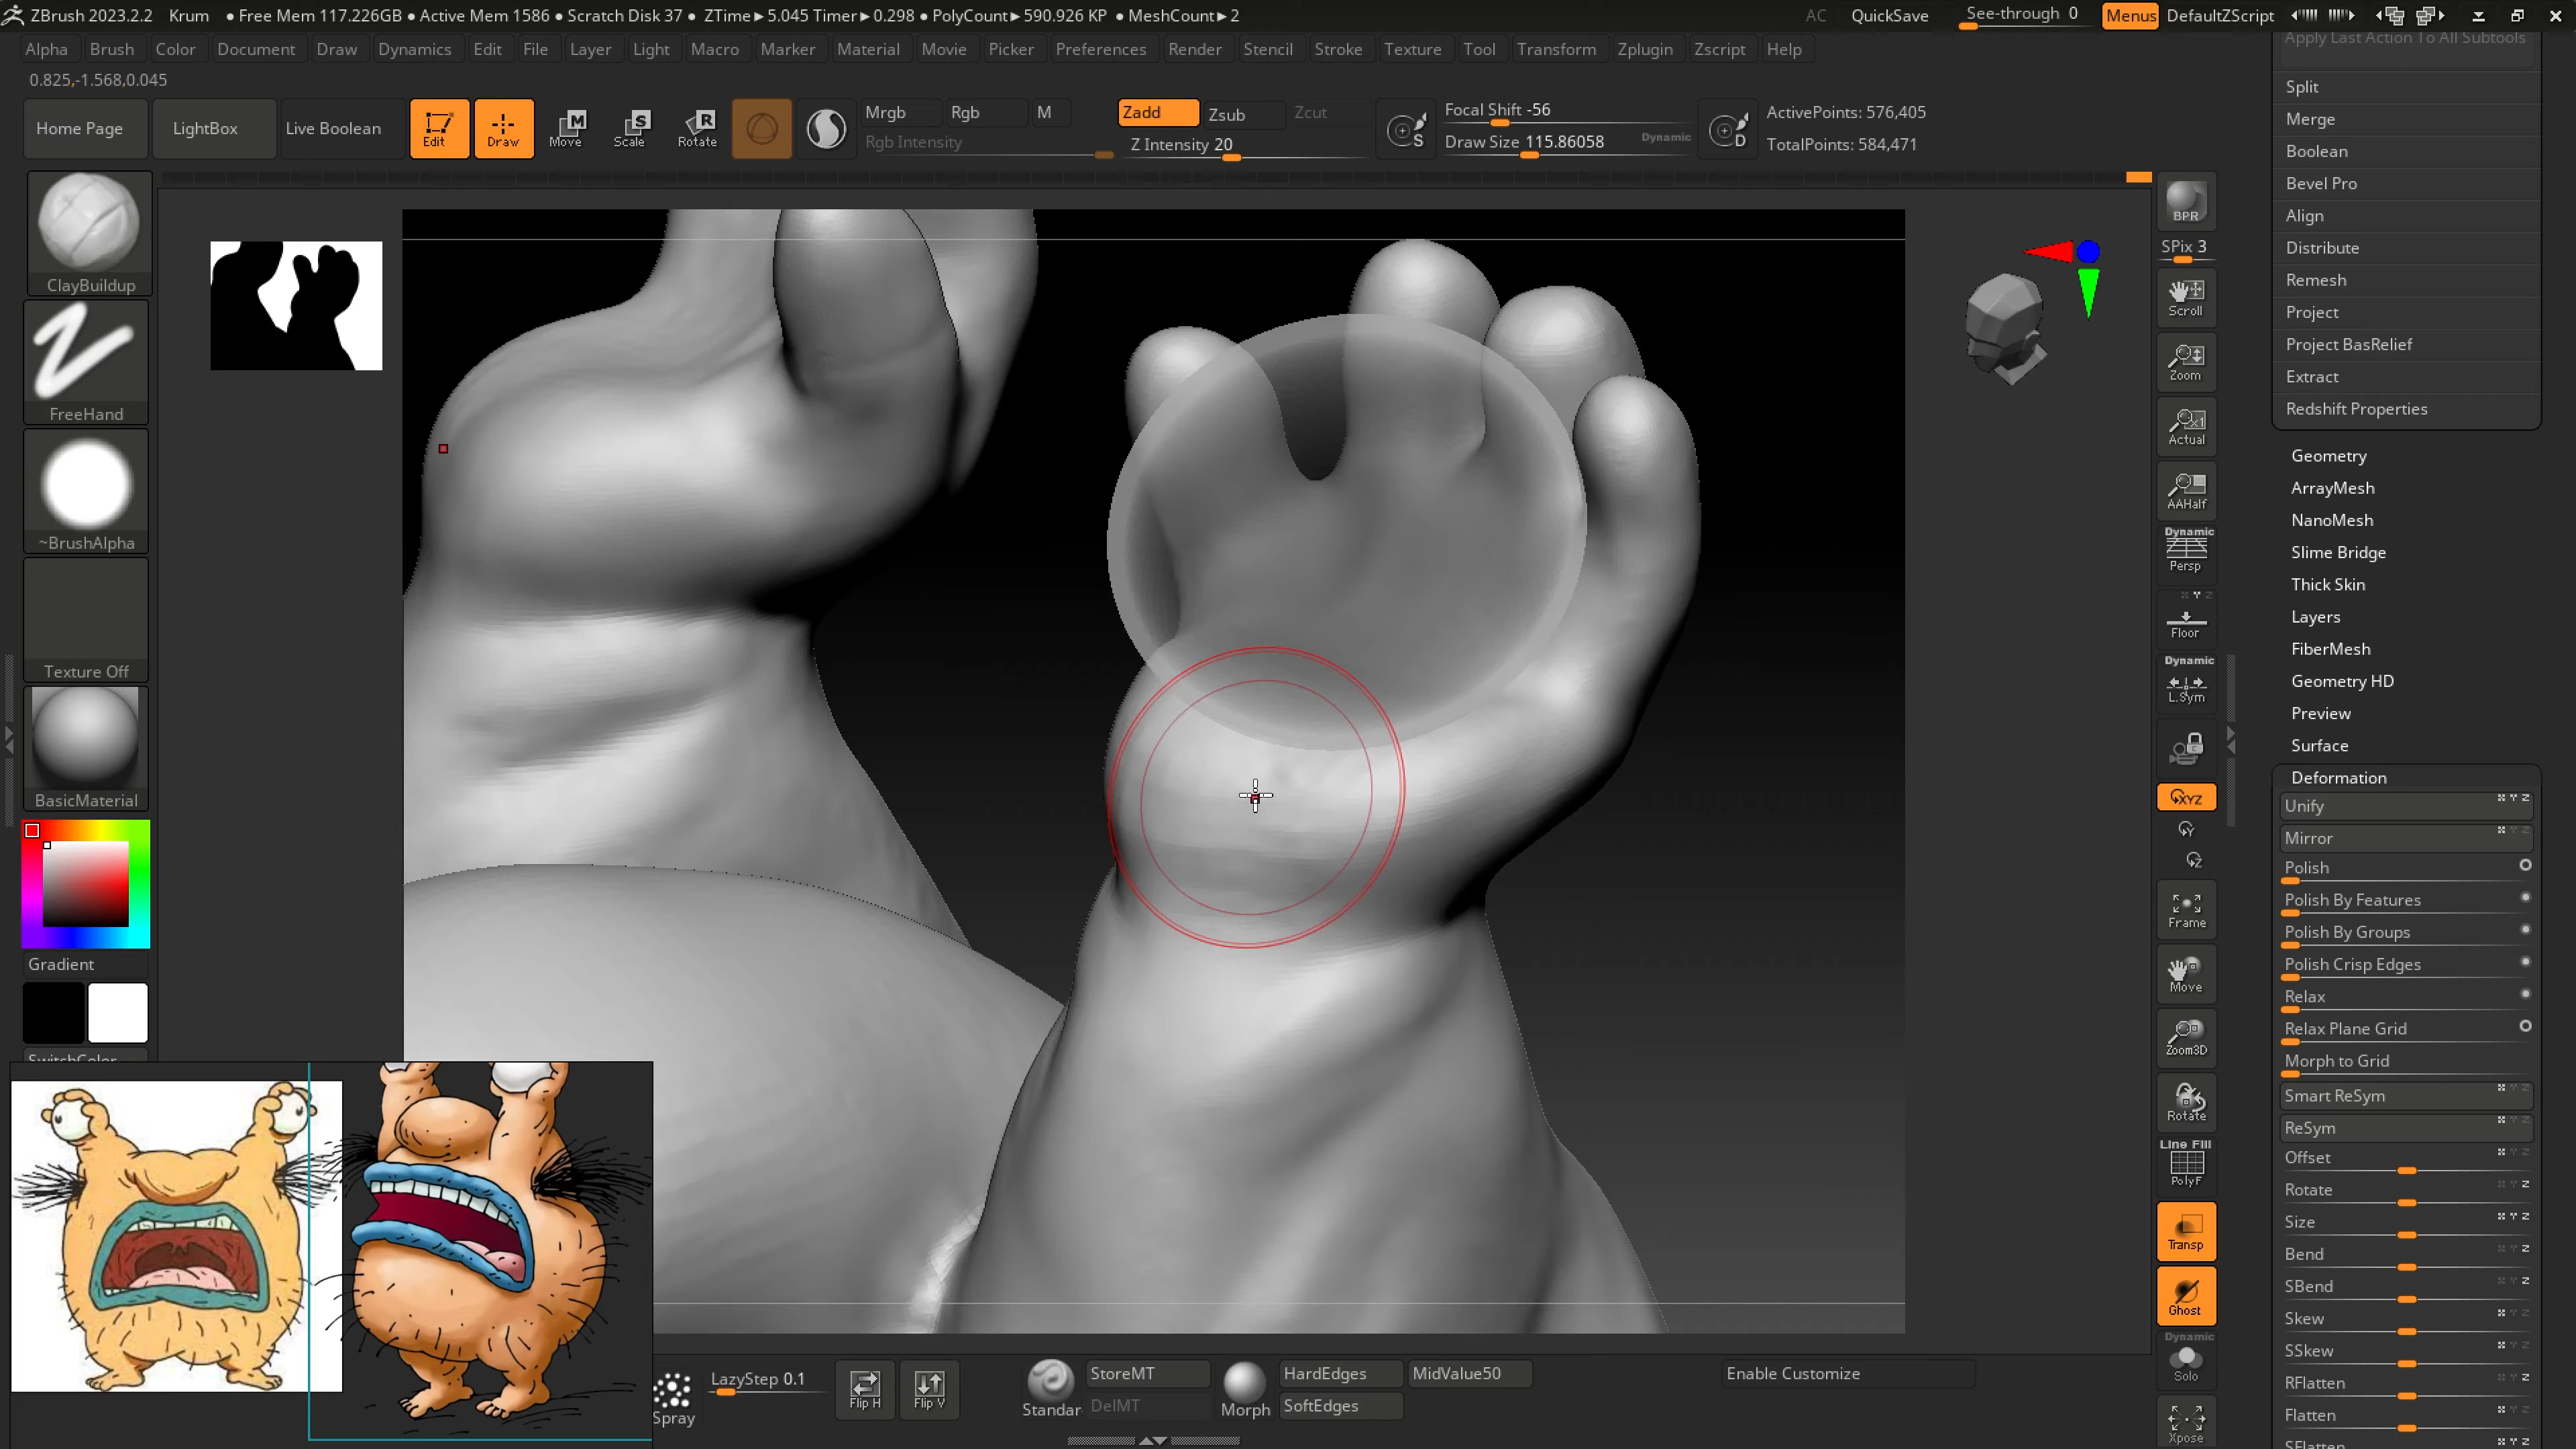 ZBrush 2023.2.2 Krum ● Free Mem 117.226GB ● Active Mem 1586 ● Scratch Disk 37 ● ZTime►5.045 Timer►0.298 ● PolyCount►590.926 KP ● MeshCount►2 AC QuickSave See-through 0 Menus DefaultZScript
Alpha Brush Color Document Draw Dynamics Edit File Layer Light Macro Marker Material Movie Picker Preferences Render Stencil Stroke Texture Tool Transform Zplugin Zscript Help
0.825,-1.568,0.045
Home Page LightBox Live Boolean Edit Draw Move Scale Rotate
M S R
Mrgb Rgb M
Rgb Intensity
Zadd Zsub Zcut
Z Intensity 20
S
Focal Shift -56
Draw Size 115.86058 Dynamic
D
ActivePoints: 576,405
TotalPoints: 584,471
ClayBuildup
FreeHand
~BrushAlpha
Texture Off
BasicMaterial
Gradient
SwitchColor
BPR
SPix 3
Scroll
Zoom
Actual
AAHalf
Dynamic
Persp
Floor
Dynamic
L.Sym
XYZ
Y
Z
Frame
Move
Zoom3D
Rotate
Line Fill
PolyF
Transp
Ghost
Dynamic
Solo
Xpose
Apply Last Action To All Subtools
Split
Merge
Boolean
Bevel Pro
Align
Distribute
Remesh
Project
Project BasRelief
Extract
Redshift Properties
Geometry
ArrayMesh
NanoMesh
Slime Bridge
Thick Skin
Layers
FiberMesh
Geometry HD
Preview
Surface
Deformation
Unify
Mirror
Polish
Polish By Features
Polish By Groups
Polish Crisp Edges
Relax
Relax Plane Grid
Morph to Grid
Smart ReSym
ReSym
Offset
Rotate
Size
Bend
SBend
Skew
SSkew
RFlatten
Flatten
SFlatten
Spray
LazyStep 0.1
Flip H
Flip V
Standar
StoreMT
DelMT
Morph
HardEdges
SoftEdges
MidValue50
Enable Customize